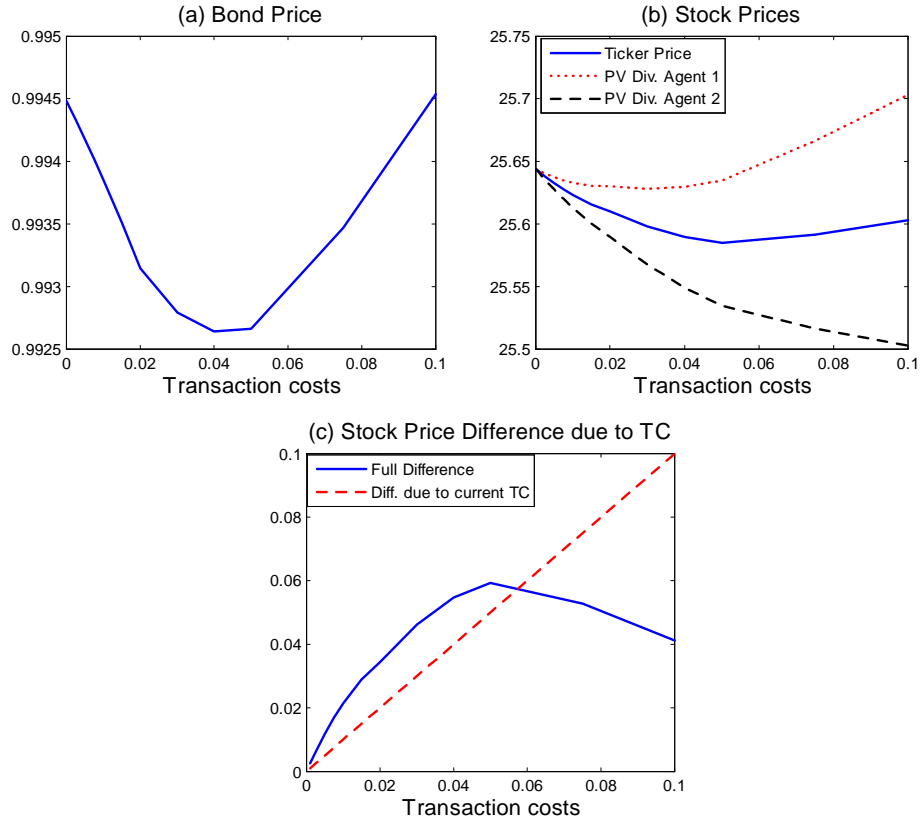 (a) Bond Price
0.995
0.9945
0.994
0.9935
0.993
0.9925
0 0.02 0.04 0.06 0.08 0.1
Transaction costs
(b) Stock Prices
25.75
25.7
25.65
25.6
25.55
25.5
Ticker Price
PV Div. Agent 1
PV Div. Agent 2
0 0.02 0.04 0.06 0.08 0.1
Transaction costs
(c) Stock Price Difference due to TC
0.1
0.08
0.06
0.04
0.02
0
Full Difference
Diff. due to current TC
0 0.02 0.04 0.06 0.08 0.1
Transaction costs